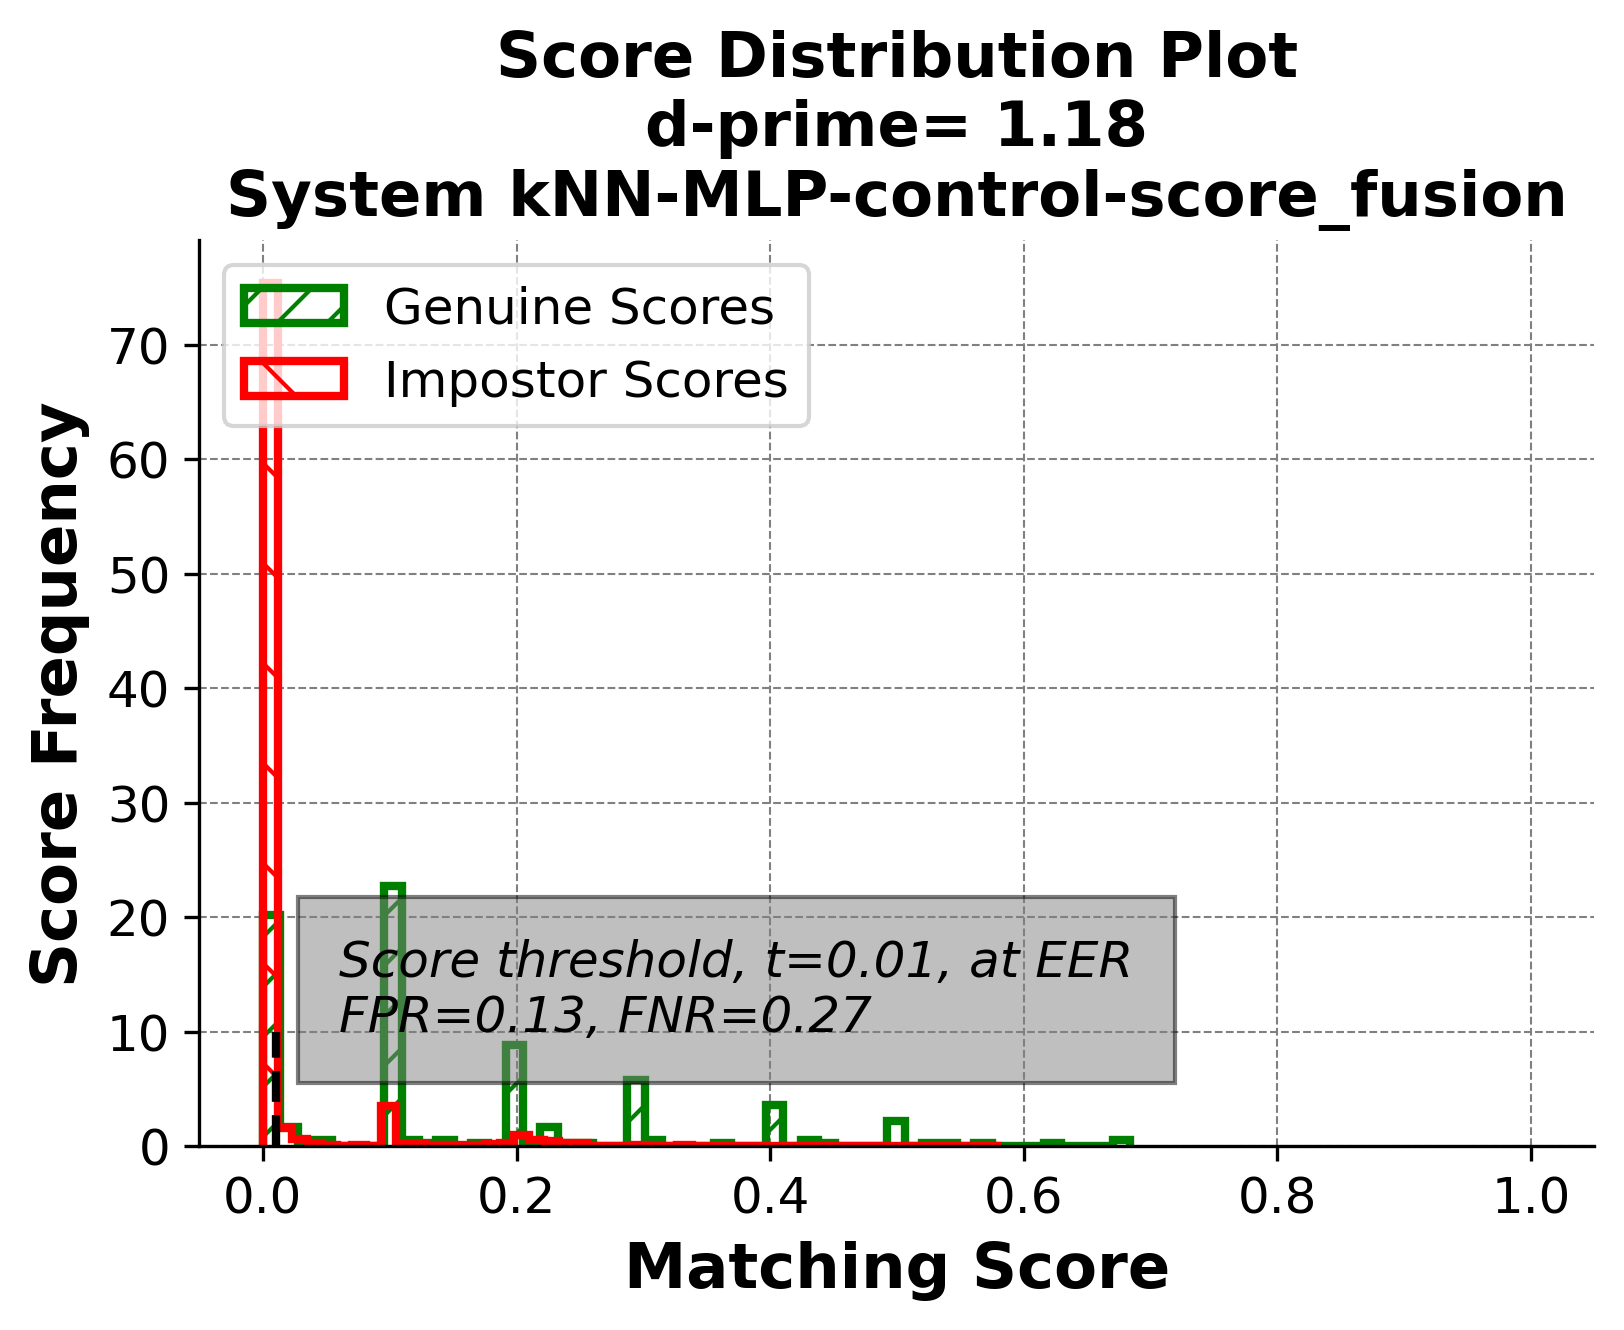 Score Distribution Plot
d-prime= 1.18
System kNN-MLP-control-score_fusion
Genuine Scores
Impostor Scores
Score Frequency
70
60
50
40
30
20
10
0
Score threshold, t=0.01, at EER
FPR=0.13, FNR=0.27
0.0 0.2 0.4 0.6 0.8 1.0
Matching Score